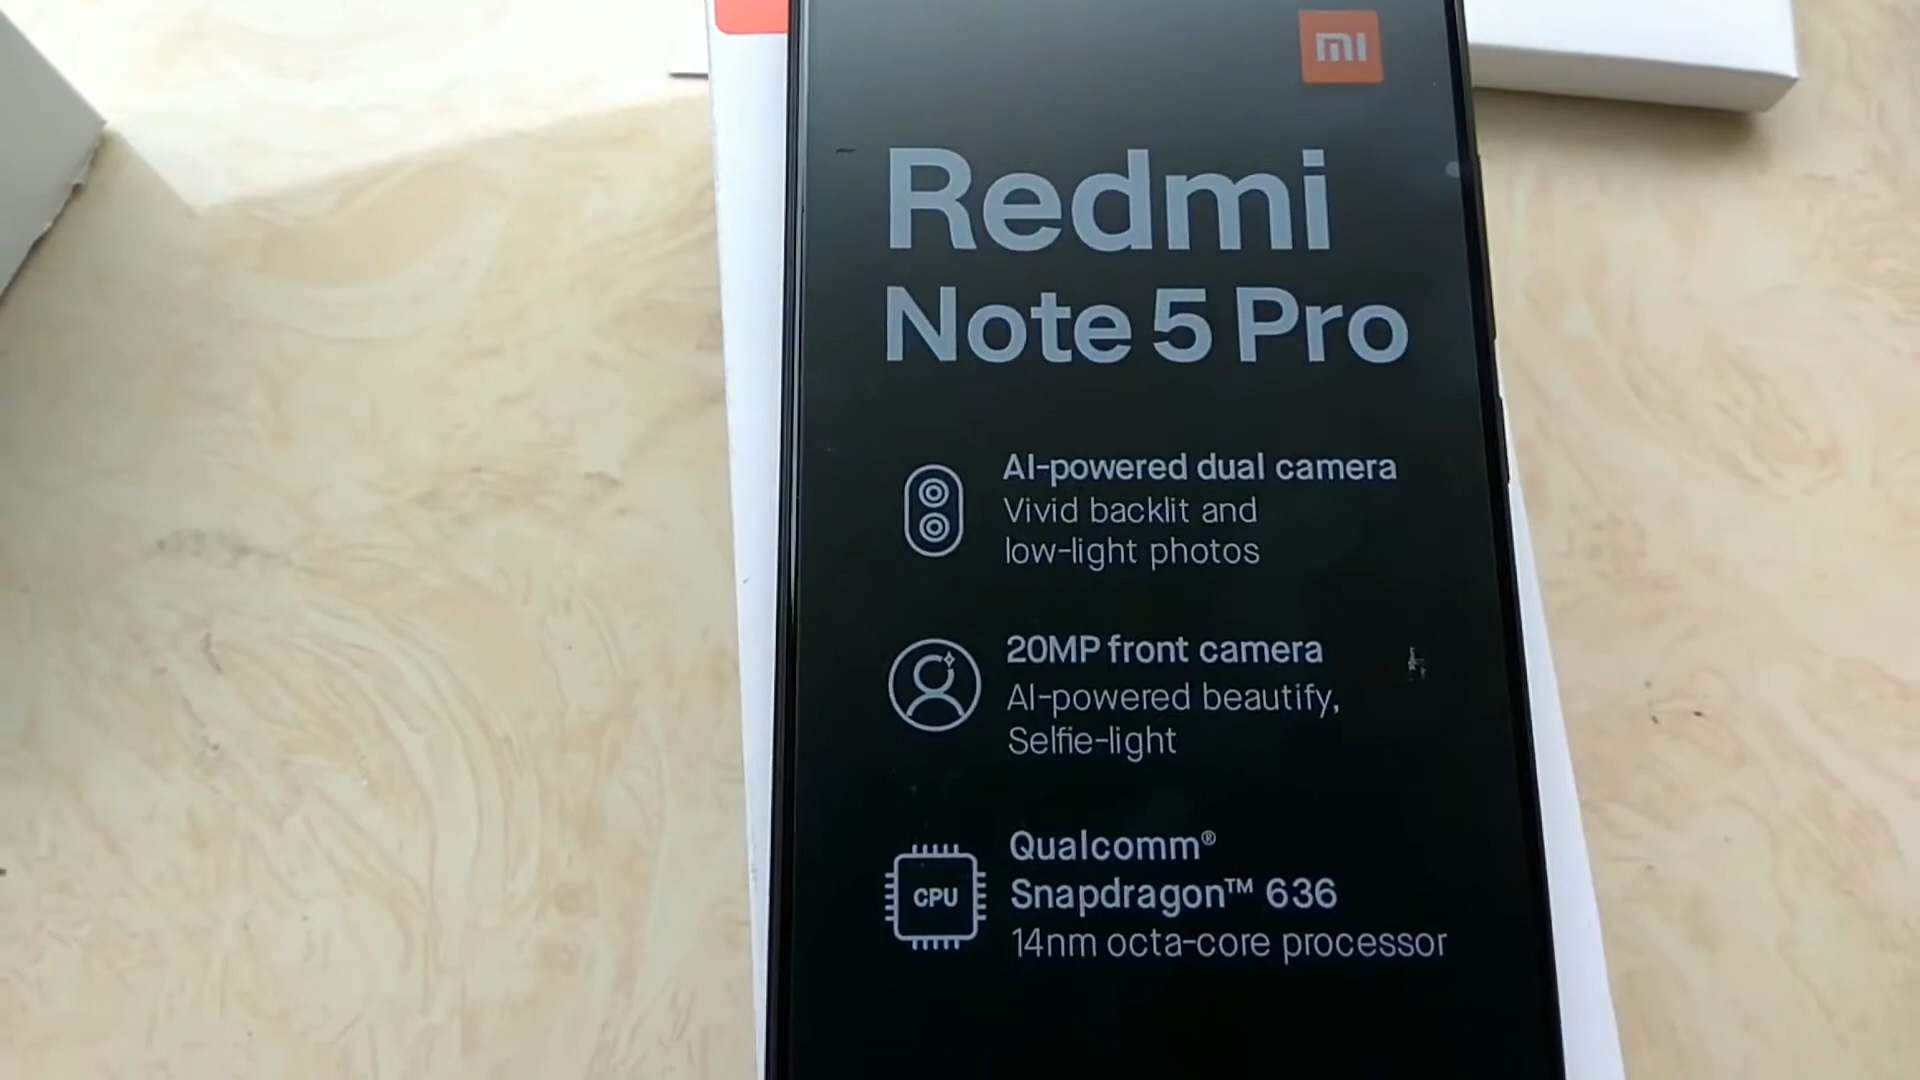 mi
Redmi
Note 5 Pro
AI-powered dual camera
Vivid backlit and
low-light photos
20MP front camera
AI-powered beautify,
Selfie-light
CPU
Qualcomm®
Snapdragon™ 636
14nm octa-core processor